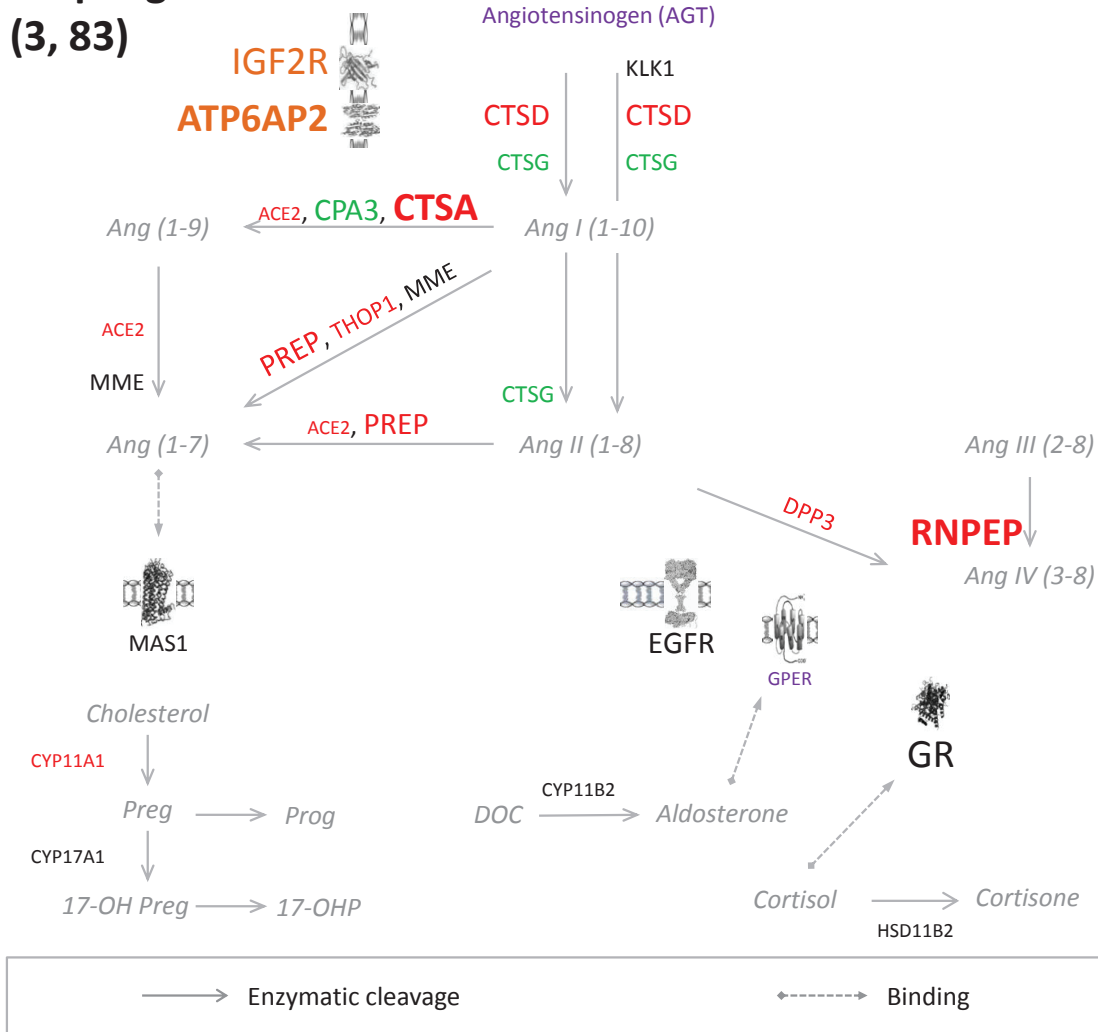 (3, 83)
Angiotensinogen (AGT)
IGF2R
ATP6AP2
KLK1
CTSD
CTSD
CTSG
CTSG
ACE2, CPA3, CTSA
Ang (1-9)
Ang I (1-10)
PREP, THOP1, MME
ACE2
MME
CTSG
ACE2, PREP
Ang (1-7)
Ang II (1-8)
Ang III (2-8)
DPP3
RNPEP
Ang IV (3-8)
MAS1
EGFR
GPER
Cholesterol
GR
CYP11A1
CYP11B2
Preg
Prog
DOC
Aldosterone
CYP17A1
17-OH Preg
17-OHP
Cortisol
Cortisone
HSD11B2
Enzymatic cleavage
Binding